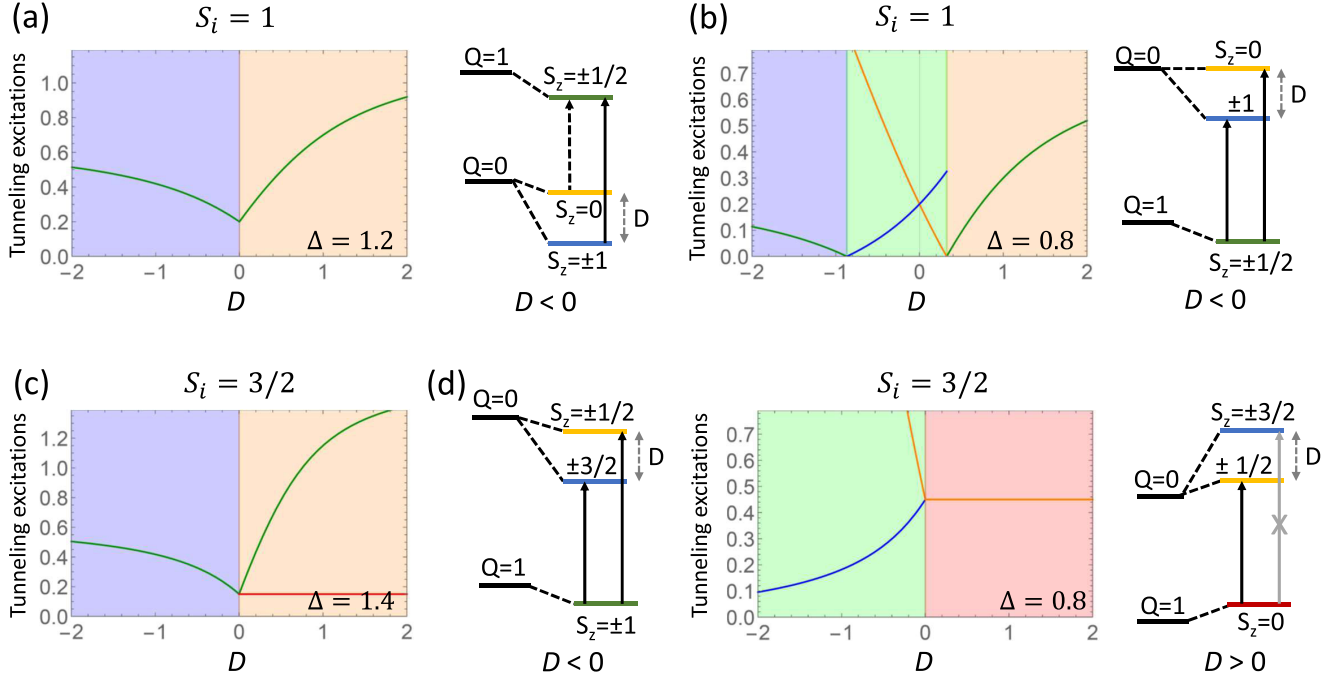 (a)
S_i = 1
Tunneling excitations
1.0
0.8
0.6
0.4
0.2
0.0
−2 −1 0 1 2
D
Δ = 1.2
Q=1
S_z=±1/2
Q=0
S_z=0
D
S_z=±1
D < 0
(b)
S_i = 1
Tunneling excitations
0.7
0.6
0.5
0.4
0.3
0.2
0.1
0.0
−2 −1 0 1 2
D
Δ = 0.8
Q=0
S_z=0
±1
D
Q=1
S_z=±1/2
D < 0
(c)
S_i = 3/2
Tunneling excitations
1.2
1.0
0.8
0.6
0.4
0.2
0.0
−2 −1 0 1 2
D
Δ = 1.4
(d)
Q=0
S_z=±1/2
±3/2
D
Q=1
S_z=±1
D < 0
S_i = 3/2
Tunneling excitations
0.7
0.6
0.5
0.4
0.3
0.2
0.1
0.0
−2 −1 0 1 2
D
Δ = 0.8
S_z=±3/2
± 1/2
D
Q=0
X
Q=1
S_z=0
D > 0